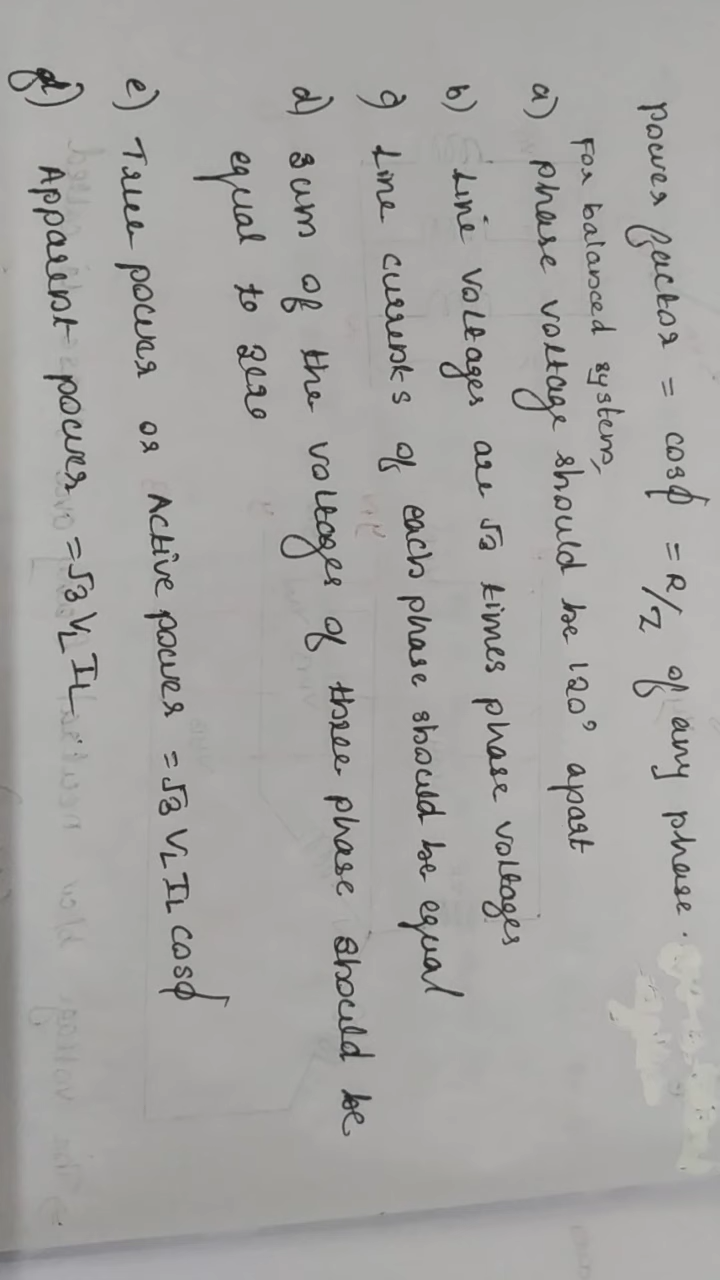 power factor = cosϕ = R/Z of any phase.
For balanced system,
a) phase voltage should be 120° apart
b) Line voltages are √3 times phase voltages
c) Line currents of each phase should be equal
d) sum of the voltages of three phase should be
equal to zero
e) True power or Active power = √3 VL IL cosϕ
f) Apparent power = √3 VL IL